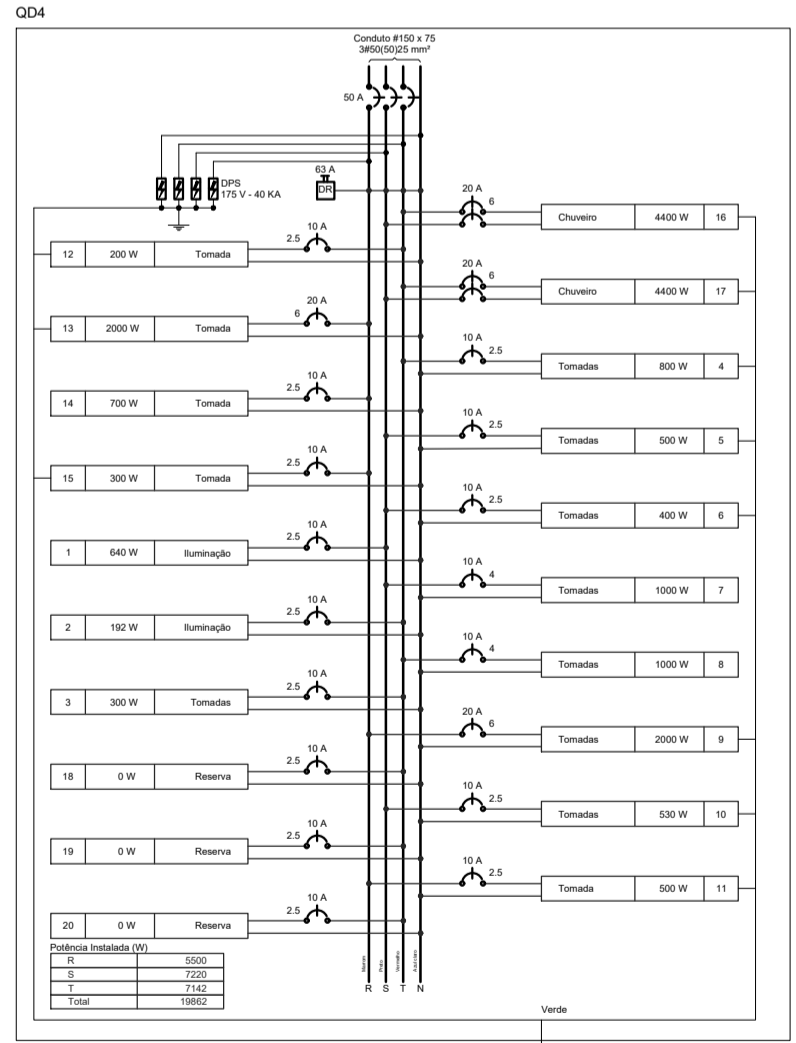 QD4
Conduto #150 x 75
3#50(50)25 mm²
50 A
DPS
175 V - 40 KA
63 A
DR
10 A
2.5
12 200 W Tomada
20 A
6
13 2000 W Tomada
10 A
2.5
14 700 W Tomada
10 A
2.5
15 300 W Tomada
10 A
2.5
1 640 W Iluminação
10 A
2.5
2 192 W Iluminação
10 A
2.5
3 300 W Tomadas
10 A
2.5
18 0 W Reserva
10 A
2.5
19 0 W Reserva
10 A
2.5
20 0 W Reserva
20 A
6
Chuveiro 4400 W 16
20 A
6
Chuveiro 4400 W 17
10 A
2.5
Tomadas 800 W 4
10 A
2.5
Tomadas 500 W 5
10 A
2.5
Tomadas 400 W 6
10 A
4
Tomadas 1000 W 7
10 A
4
Tomadas 1000 W 8
20 A
6
Tomadas 2000 W 9
10 A
2.5
Tomadas 530 W 10
10 A
2.5
Tomada 500 W 11
Marrom
Preto
Vermelho
Azul claro
R S T N
Potência Instalada (W)
R 5500
S 7220
T 7142
Total 19862
Verde